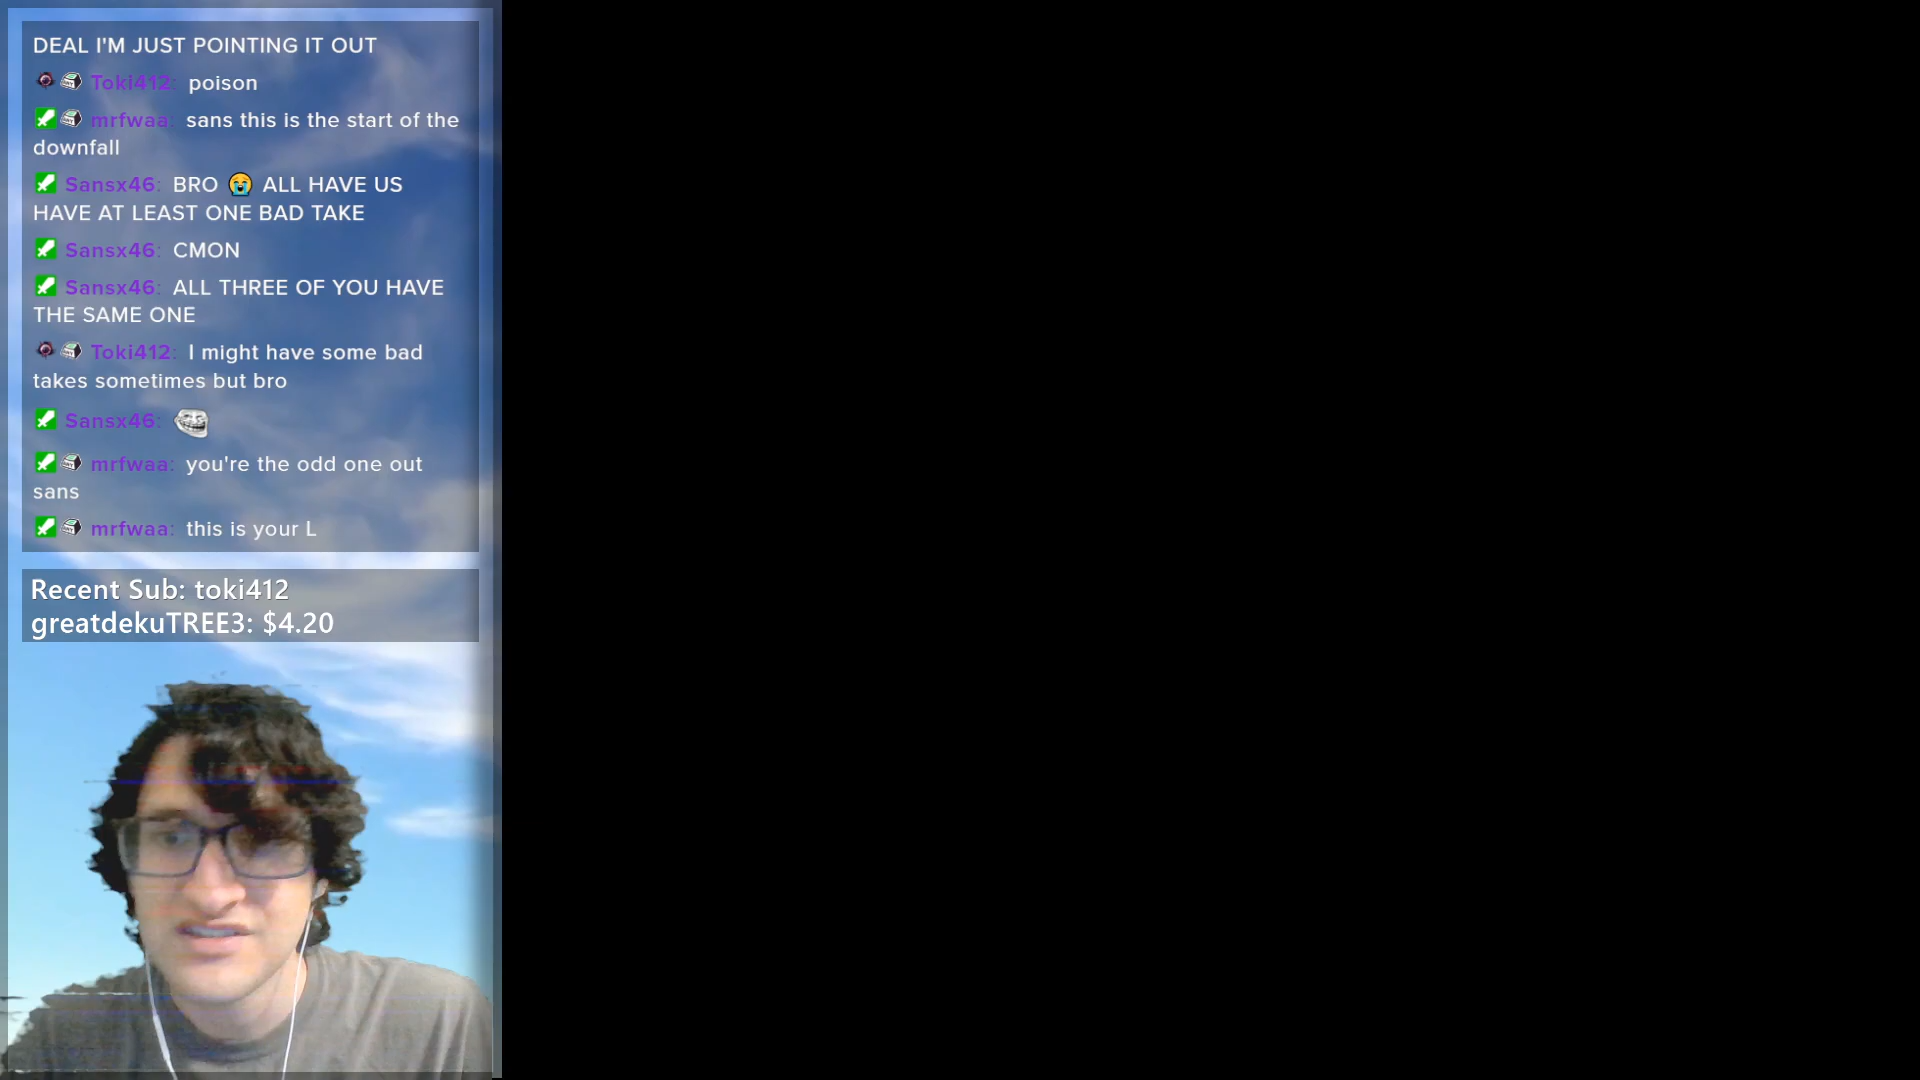 DEAL I'M JUST POINTING IT OUT
Toki412: poison
mrfwaa: sans this is the start of the
downfall
Sansx46: BRO 😭 ALL HAVE US
HAVE AT LEAST ONE BAD TAKE
Sansx46: CMON
Sansx46: ALL THREE OF YOU HAVE
THE SAME ONE
Toki412: I might have some bad
takes sometimes but bro
Sansx46:
mrfwaa: you're the odd one out
sans
mrfwaa: this is your L
Recent Sub: toki412
greatdekuTREE3: $4.20